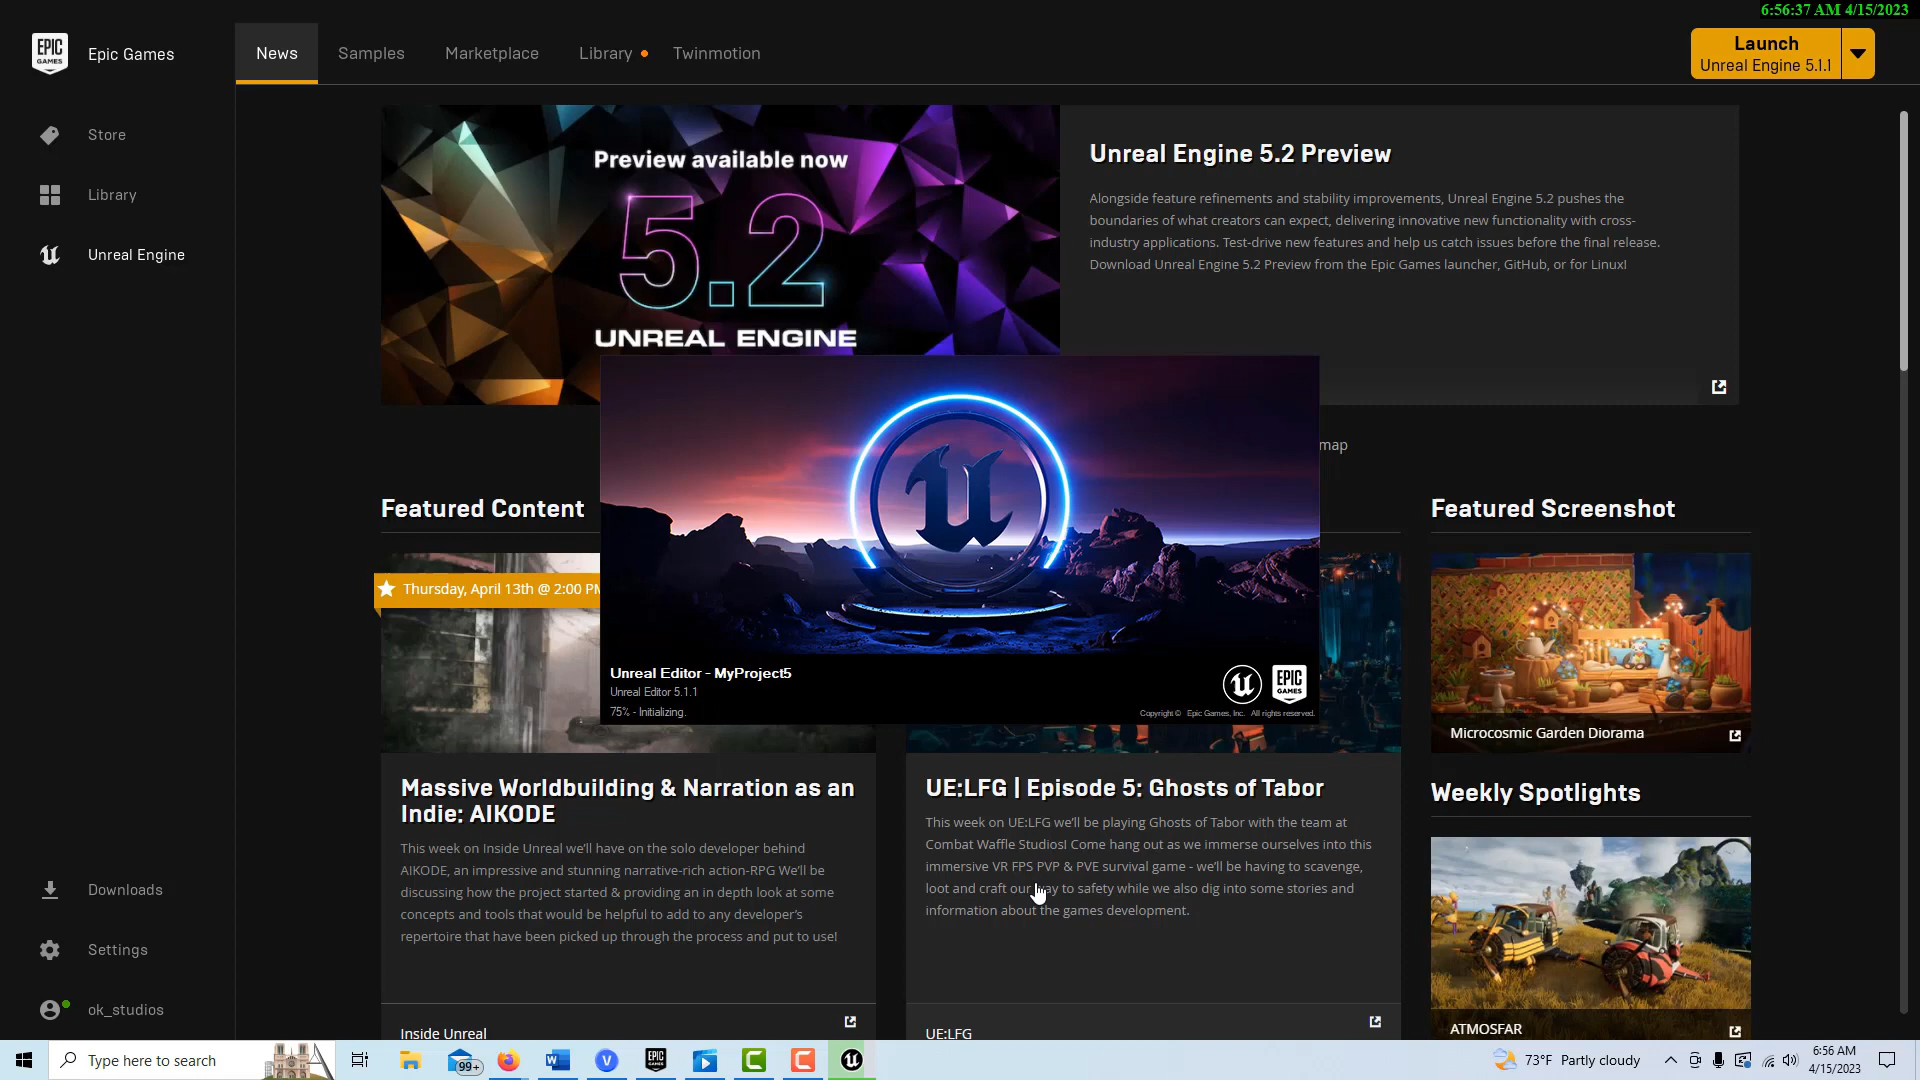 6:56:37 AM 4/15/2023
EPIC GAMES
Epic Games
News
Samples
Marketplace
Library
Twinmotion
Launch
Unreal Engine 5.1.1
Store
Library
Unreal Engine
Preview available now
5.2
UNREAL ENGINE
Unreal Engine 5.2 Preview
Alongside feature refinements and stability improvements, Unreal Engine 5.2 pushes the
boundaries of what creators can expect, delivering innovative new functionality with cross-
industry applications. Test-drive new features and help us catch issues before the final release.
Download Unreal Engine 5.2 Preview from the Epic Games launcher, GitHub, or for Linux!
map
Featured Content
Featured Screenshot
Thursday, April 13th @ 2:00 PM
Unreal Editor - MyProject5
Unreal Editor 5.1.1
75% - Initializing.
EPIC GAMES
Copyright © Epic Games, Inc. All rights reserved.
Microcosmic Garden Diorama
Massive Worldbuilding & Narration as an
Indie: AIKODE
This week on Inside Unreal we'll have on the solo developer behind
AIKODE, an impressive and stunning narrative-rich action-RPG We'll be
discussing how the project started & providing an in depth look at some
concepts and tools that would be helpful to add to any developer's
repertoire that have been picked up through the process and put to use!
Inside Unreal
UE:LFG | Episode 5: Ghosts of Tabor
This week on UE:LFG we'll be playing Ghosts of Tabor with the team at
Combat Waffle Studios! Come hang out as we immerse ourselves into this
immersive VR FPS PVP & PVE survival game - we'll be having to scavenge,
loot and craft our way to safety while we also dig into some stories and
information about the games development.
UE:LFG
Weekly Spotlights
ATMOSFAR
Downloads
Settings
ok_studios
Type here to search
99+
73°F Partly cloudy
6:56 AM
4/15/2023